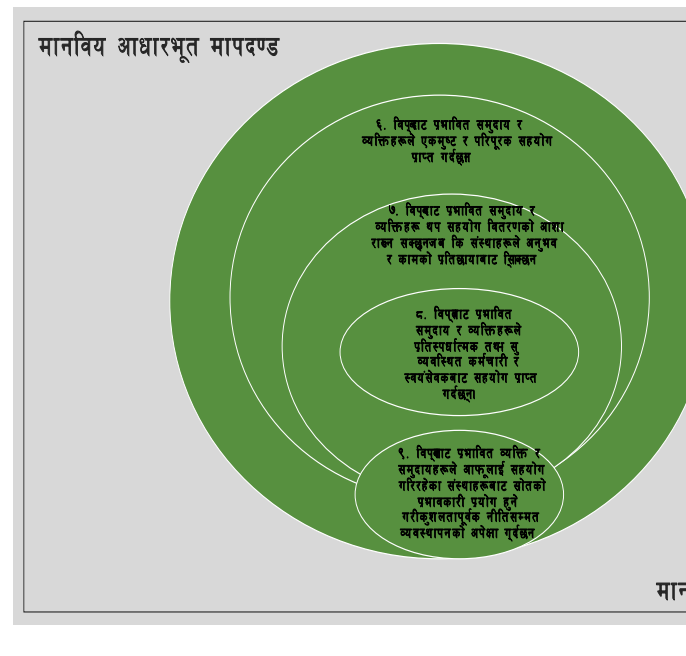 मानविय आधारभूत मापदण्ड
६. बिपद्बाट प्रभावित समुदाय र
व्यक्तिहरूले एकमुष्ट र परिपूरक सहयोग
प्राप्त गर्दछन्
७. बिपद्बाट प्रभावित समुदाय र
व्यक्तिहरू थप सहयोग वितरणको आशा
राख्न सक्छन्जब कि संस्थाहरूले अनुभव
र कामको प्रतिछायाबाट सिक्छन
८. बिपद्बाट प्रभावित
समुदाय र व्यक्तिहरूले
प्रतिस्पर्धात्मक तथा सु
व्यवस्थित कर्मचारी र
स्वयंसेवकबाट सहयोग प्राप्त
गर्दछन्।
९. बिपद्बाट प्रभावित व्यक्ति र
समुदायहरूले आफूलाई सहयोग
गरिरहेका संस्थाहरूबाट स्रोतको
प्रभावकारी प्रयोग हुने
गरीकुशलतापूर्वक नीतिसम्मत
व्यवस्थापनको अपेक्षा गर्दछन